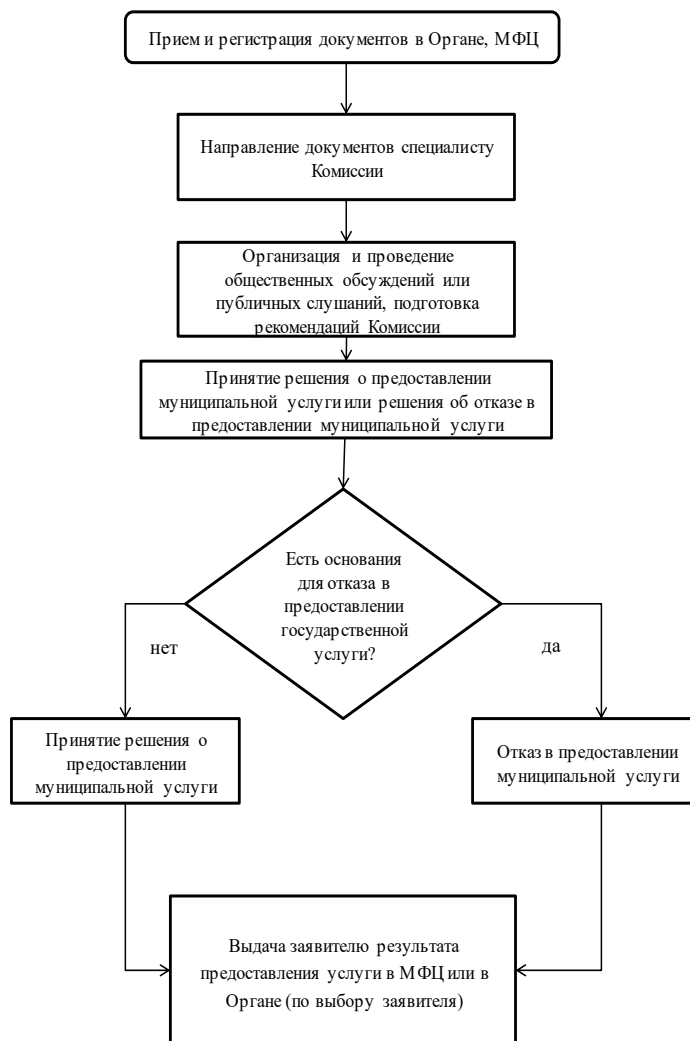 Прием и регистрация документов в Органе, МФЦ
Направление документов специалисту
Комиссии
Организация и проведение
общественных обсуждений или
публичных слушаний, подготовка
рекомендаций Комиссии
Принятие решения о предоставлении
муниципальной услуги или решения об отказе в
предоставлении муниципальной услуги
Есть основания
для отказа в
предоставлении
государственной
услуги?
нет
да
Принятие решения о
предоставлении
муниципальной услуги
Отказ в предоставлении
муниципальной услуги
Выдача заявителю результата
предоставления услуги в МФЦ или в
Органе (по выбору заявителя)